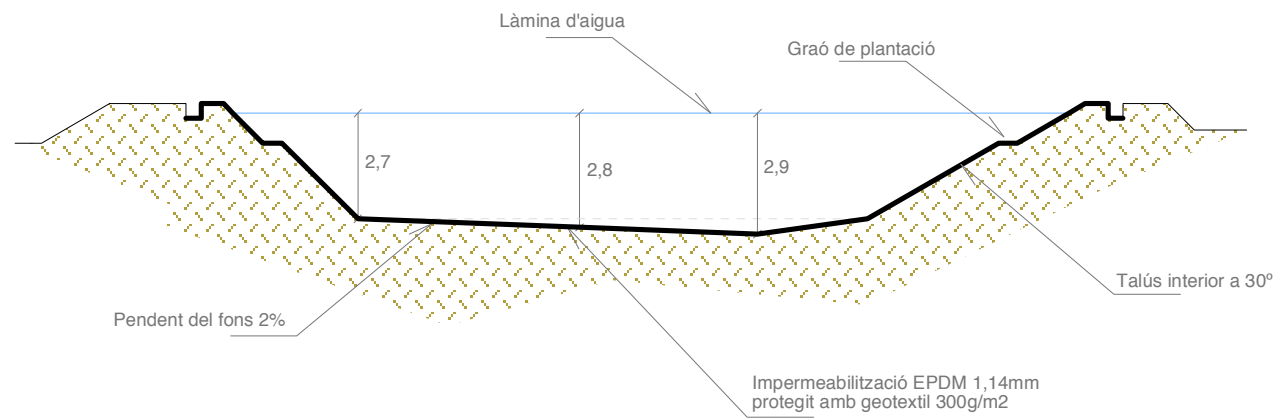 Làmina d'aigua
Graó de plantació
2,7
2,8
2,9
Talús interior a 30º
Pendent del fons 2%
Impermeabilització EPDM 1,14mm
protegit amb geotextil 300g/m2